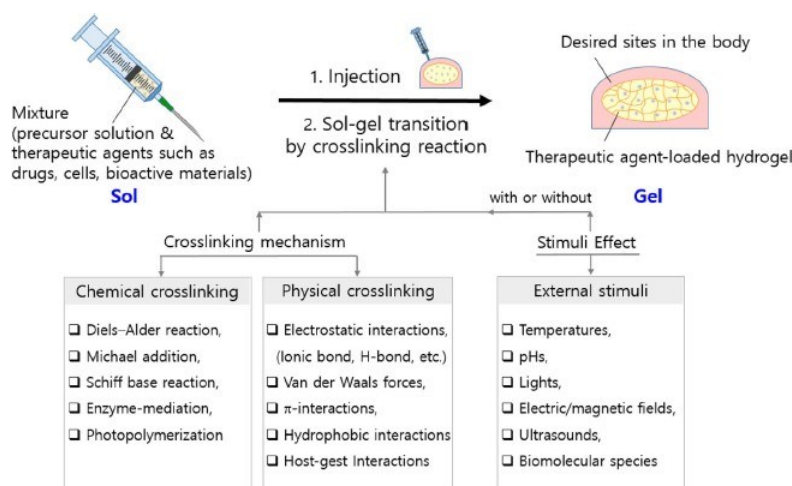 Mixture
(precursor solution &
therapeutic agents such as
drugs, cells, bioactive materials)
Sol
1. Injection
2. Sol-gel transition
by crosslinking reaction
Desired sites in the body
Therapeutic agent-loaded hydrogel
Gel
with or without
Crosslinking mechanism
Stimuli Effect
Chemical crosslinking
❑ Diels–Alder reaction,
❑ Michael addition,
❑ Schiff base reaction,
❑ Enzyme-mediation,
❑ Photopolymerization
Physical crosslinking
❑ Electrostatic interactions,
(Ionic bond, H-bond, etc.)
❑ Van der Waals forces,
❑ π-interactions,
❑ Hydrophobic interactions
❑ Host-gest Interactions
External stimuli
❑ Temperatures,
❑ pHs,
❑ Lights,
❑ Electric/magnetic fields,
❑ Ultrasounds,
❑ Biomolecular species